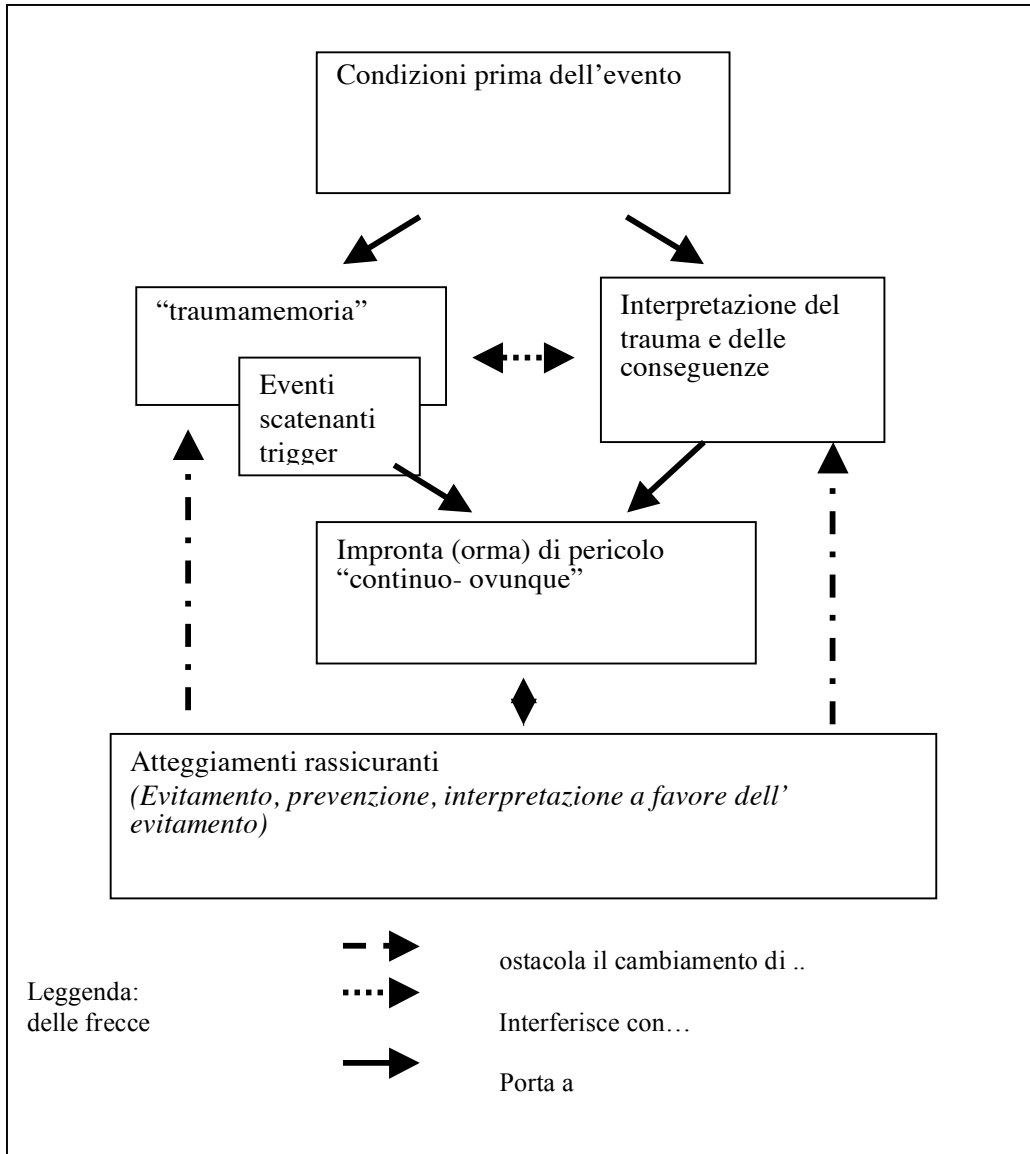 Condizioni prima dell’evento
“traumamemoria”
Eventi
scatenanti
trigger
Interpretazione del
trauma e delle
conseguenze
Impronta (orma) di pericolo
“continuo- ovunque”
Atteggiamenti rassicuranti
(Evitamento, prevenzione, interpretazione a favore dell’
evitamento)
Leggenda:
delle frecce
ostacola il cambiamento di ..
Interferisce con…
Porta a